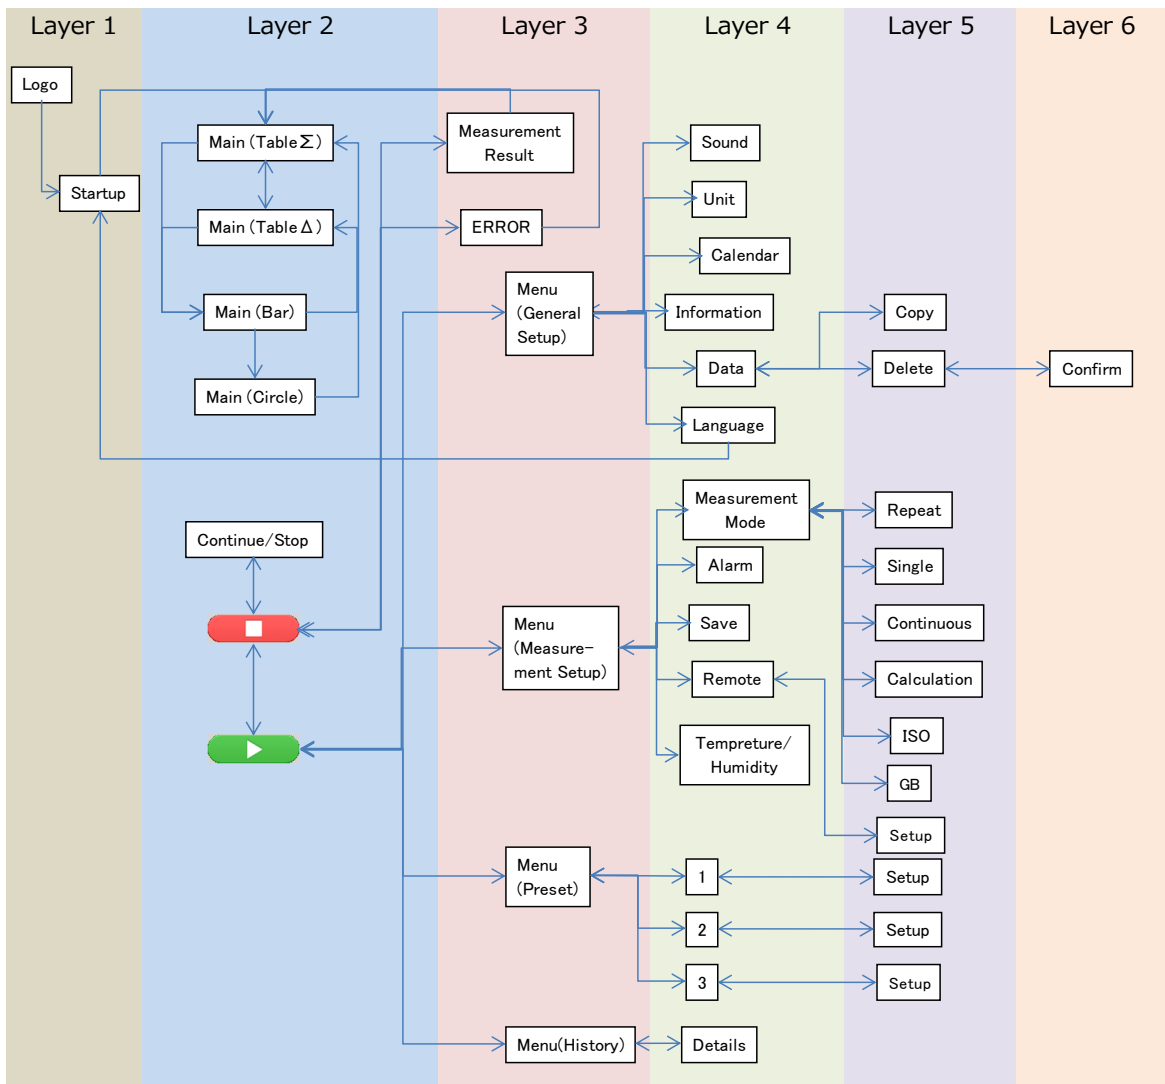 Layer 1
Layer 2
Layer 3
Layer 4
Layer 5
Layer 6
Logo
Startup
Main (Table Σ)
Main (Table Δ)
Main (Bar)
Main (Circle)
Continue/Stop
Measurement
Result
ERROR
Menu
(General
Setup)
Menu
(Measure-
ment Setup)
Menu
(Preset)
Menu(History)
Sound
Unit
Calendar
Information
Data
Language
Measurement
Mode
Alarm
Save
Remote
Tempreture/
Humidity
1
2
3
Details
Copy
Delete
Repeat
Single
Continuous
Calculation
ISO
GB
Setup
Setup
Setup
Setup
Confirm